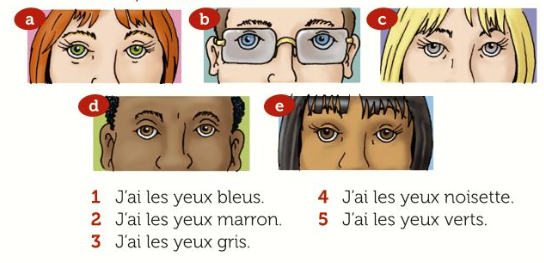 a
b
c
d
e
1 J'ai les yeux bleus.
2 J'ai les yeux marron.
3 J'ai les yeux gris.
4 J'ai les yeux noisette.
5 J'ai les yeux verts.